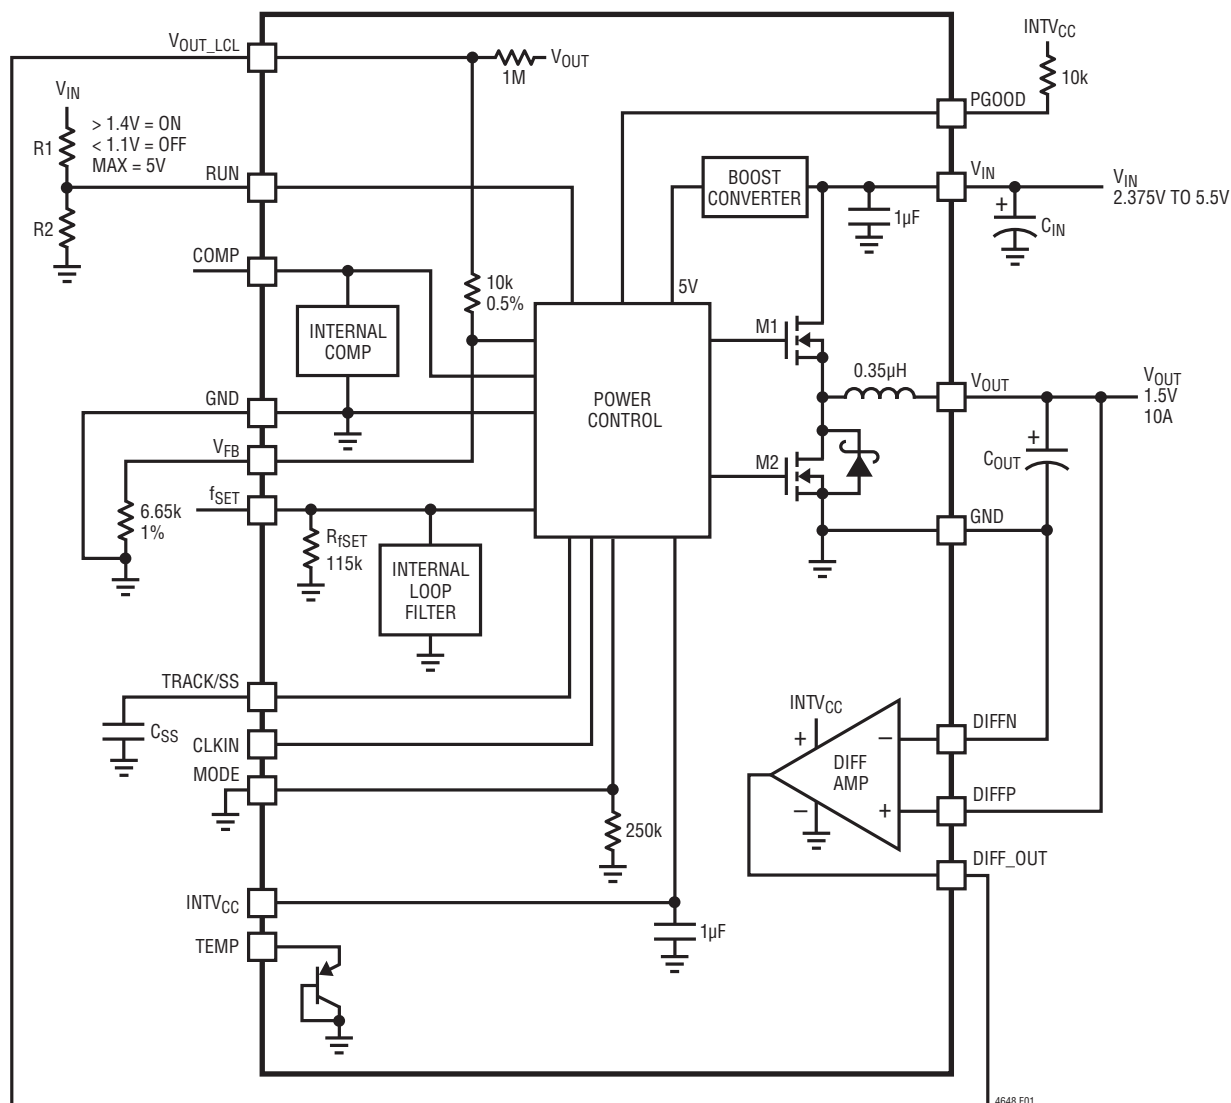 V_OUT_LCL
1M
V_OUT
INTV_CC
10k
PGOOD
V_IN
> 1.4V = ON
< 1.1V = OFF
MAX = 5V
R1
R2
RUN
BOOST
CONVERTER
1µF
V_IN
V_IN
2.375V TO 5.5V
+
C_IN
COMP
10k
0.5%
5V
INTERNAL
COMP
M1
0.35µH
V_OUT
V_OUT
1.5V
10A
POWER
CONTROL
GND
V_FB
M2
+
C_OUT
f_SET
6.65k
1%
R_fSET
115k
INTERNAL
LOOP
FILTER
GND
TRACK/SS
C_SS
CLKIN
MODE
250k
INTV_CC
+
−
DIFF
AMP
−
+
DIFFN
DIFFP
DIFF_OUT
INTV_CC
1µF
TEMP
4648 F01